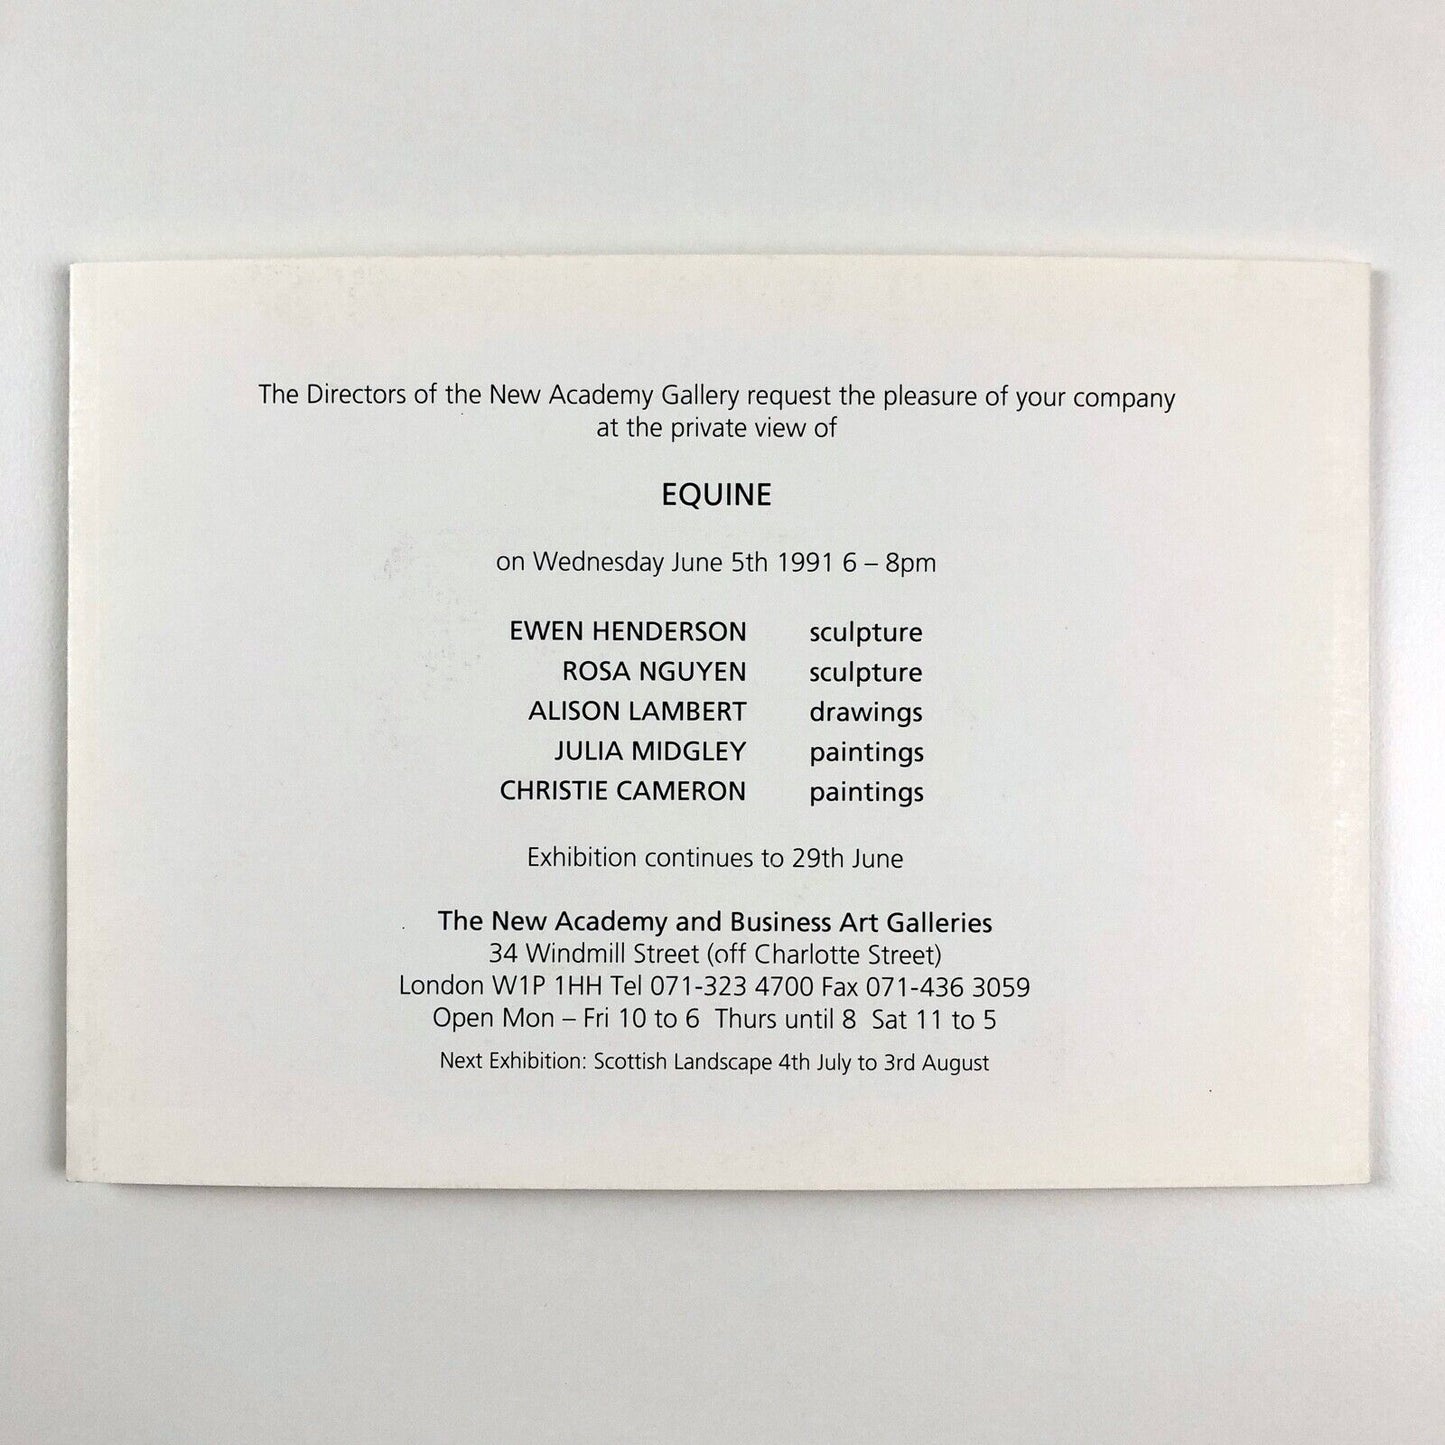 The Directors of the New Academy Gallery request the pleasure of your company
at the private view of
EQUINE
on Wednesday June 5th 1991 6 – 8pm
EWEN HENDERSON sculpture
ROSA NGUYEN sculpture
ALISON LAMBERT drawings
JULIA MIDGLEY paintings
CHRISTIE CAMERON paintings
Exhibition continues to 29th June
The New Academy and Business Art Galleries
34 Windmill Street (off Charlotte Street)
London W1P 1HH Tel 071-323 4700 Fax 071-436 3059
Open Mon – Fri 10 to 6 Thurs until 8 Sat 11 to 5
Next Exhibition: Scottish Landscape 4th July to 3rd August